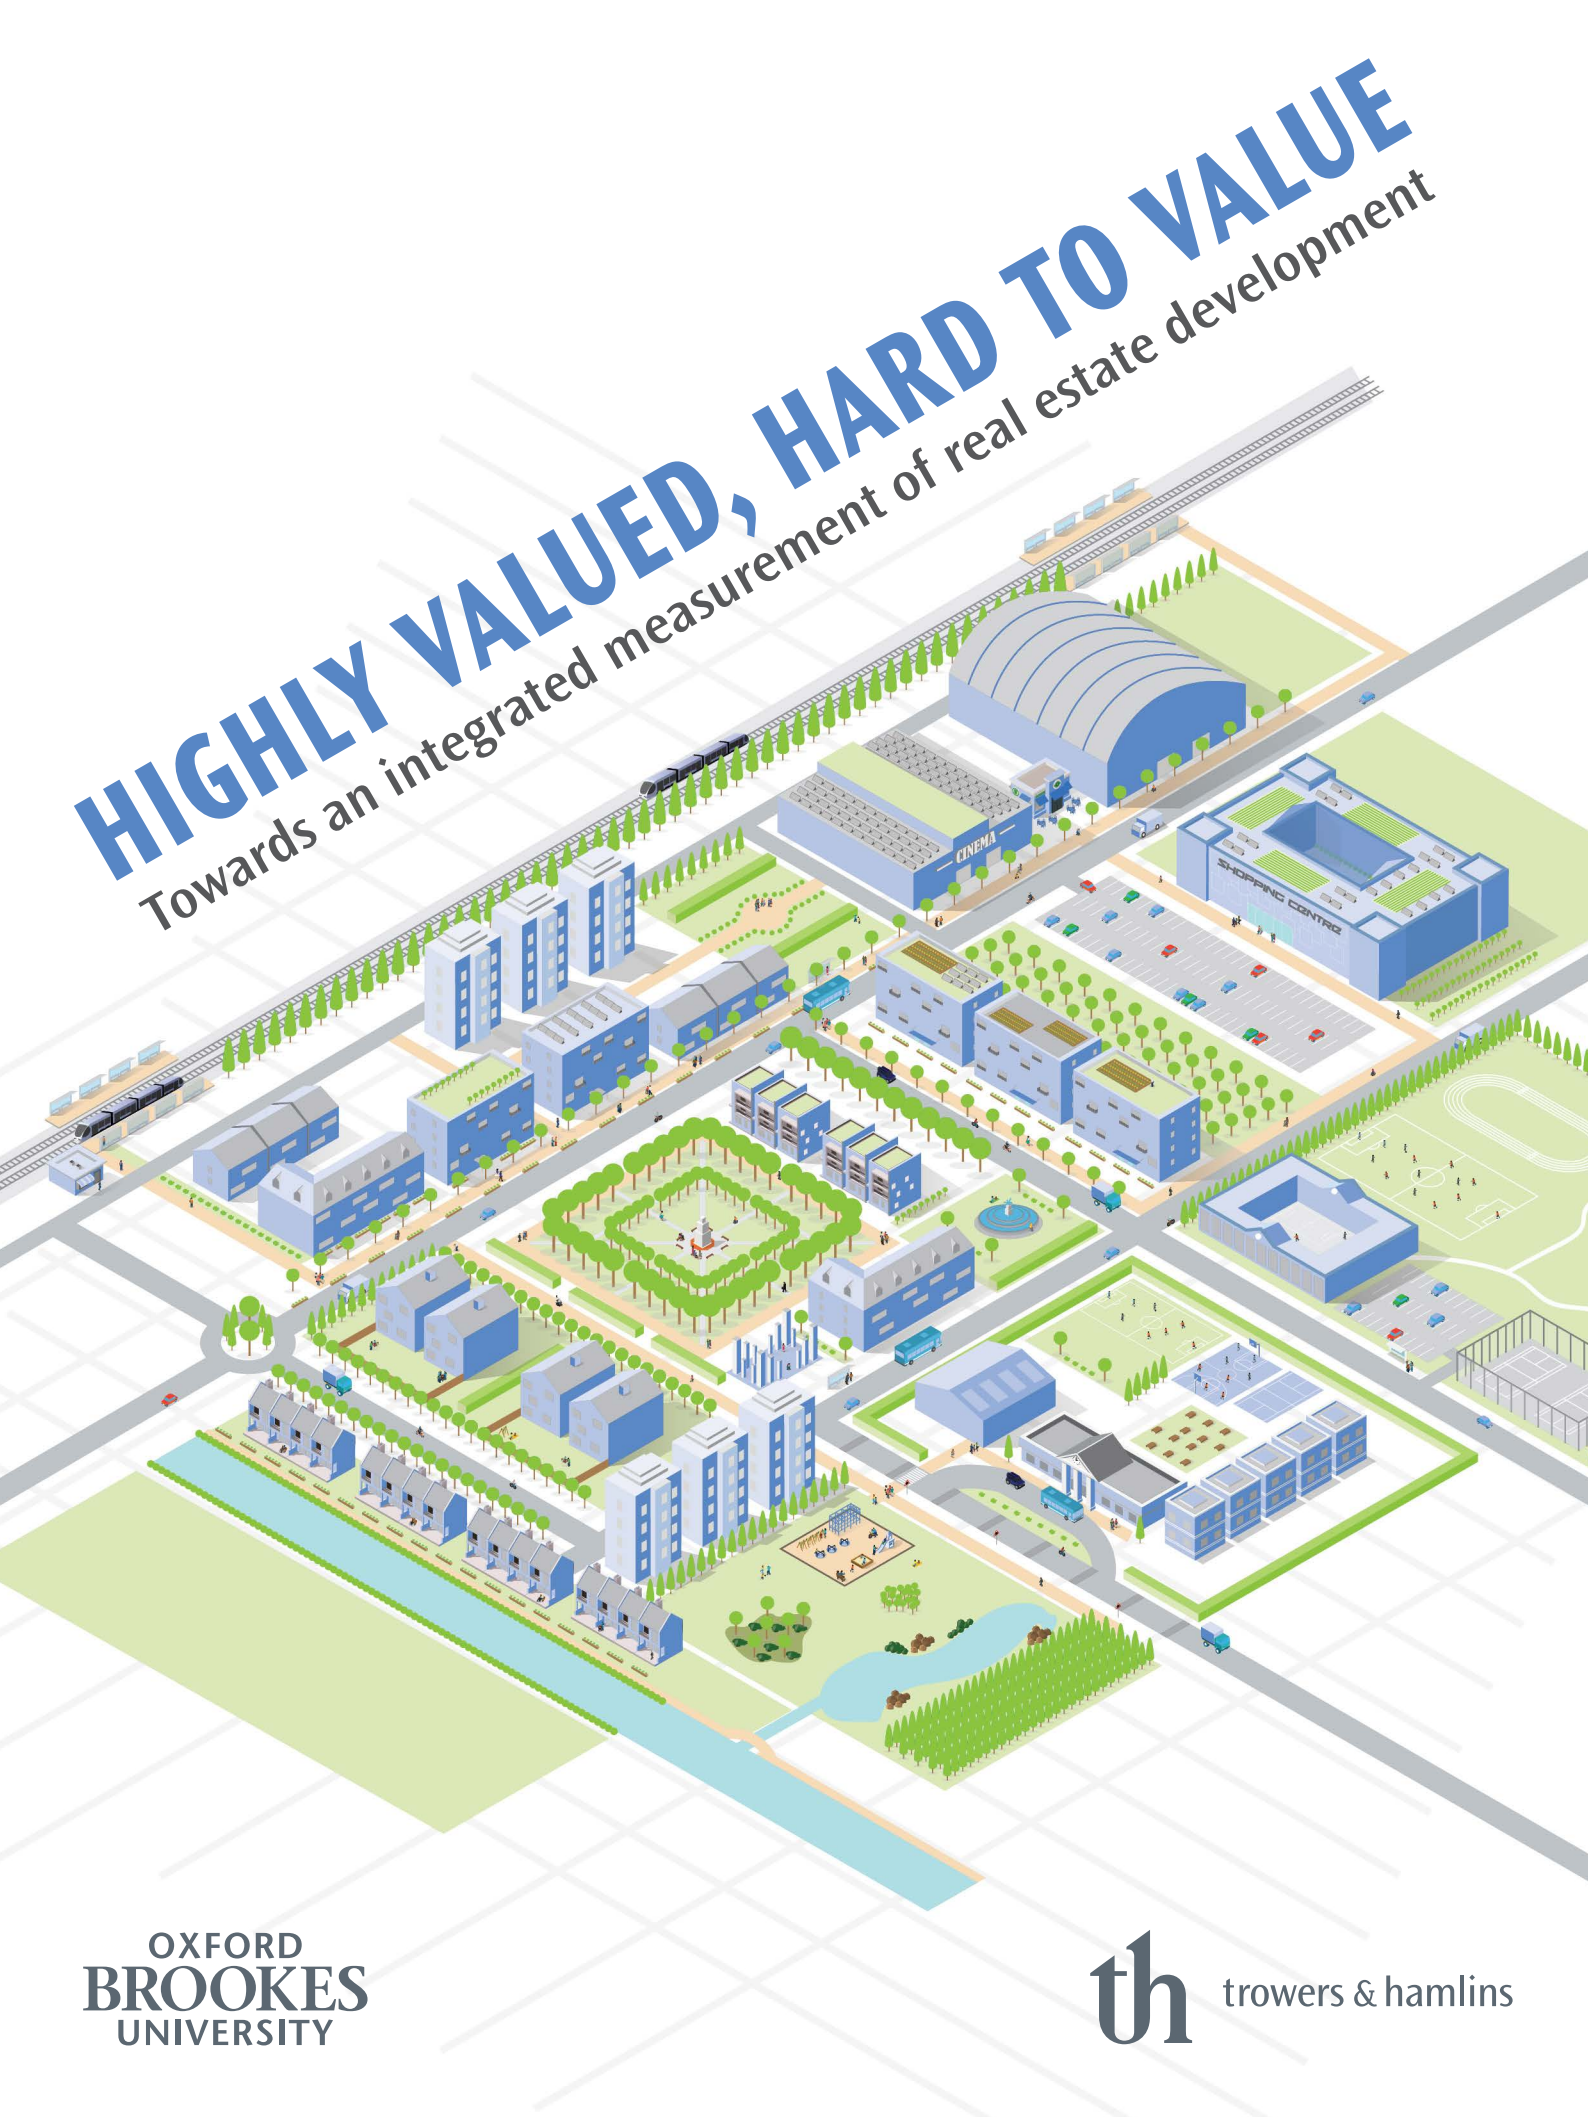 HIGHLY VALUED, HARD TO VALUE
Towards an integrated measurement of real estate development
CINEMA
SHOPPING CENTRE
OXFORD
BROOKES
UNIVERSITY
th trowers & hamlins